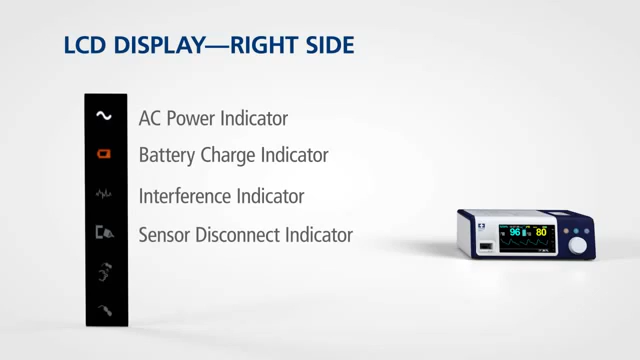 LCD DISPLAY—RIGHT SIDE
AC Power Indicator
Battery Charge Indicator
Interference Indicator
Sensor Disconnect Indicator
96 80